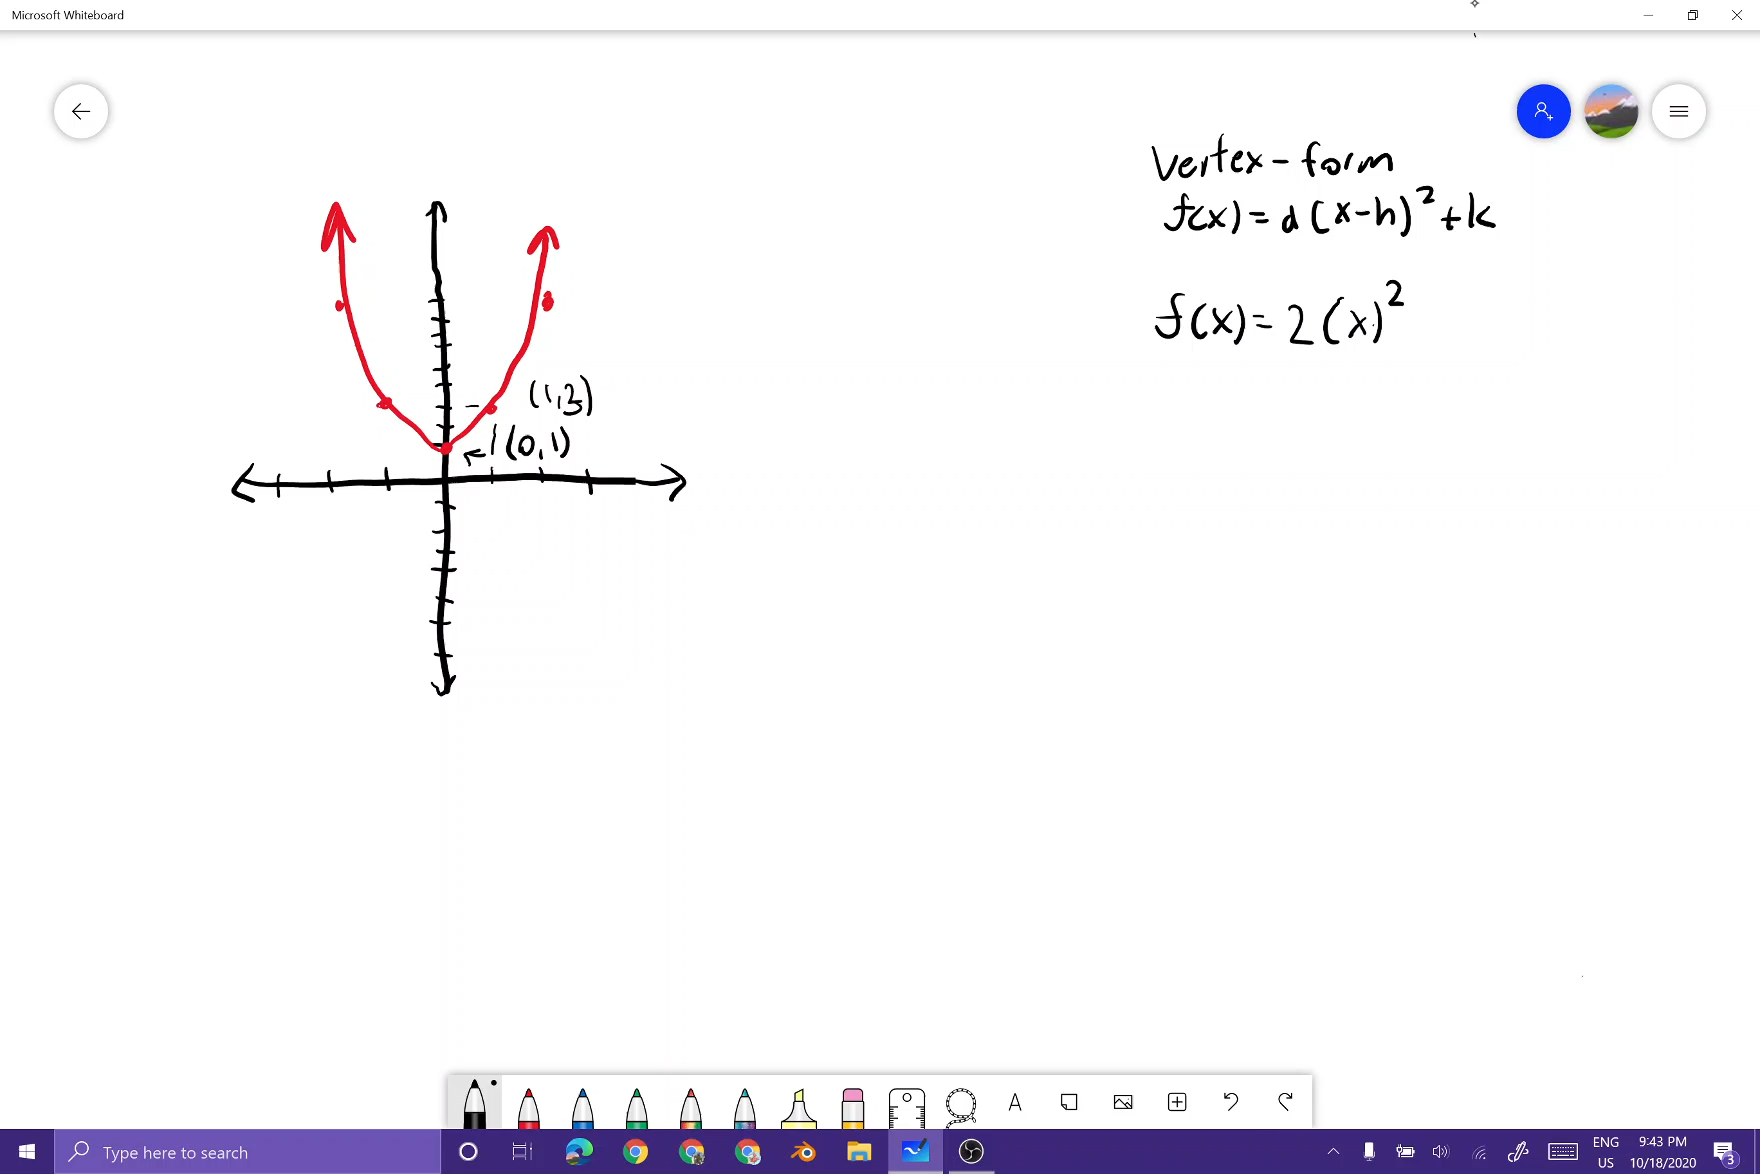 Microsoft Whiteboard
vertex - form
f(x) = a(x-h)² + k
f(x) = 2(x)²
(1,3)
(0,1)
A
Type here to search
ENG
US
9:43 PM
10/18/2020
3